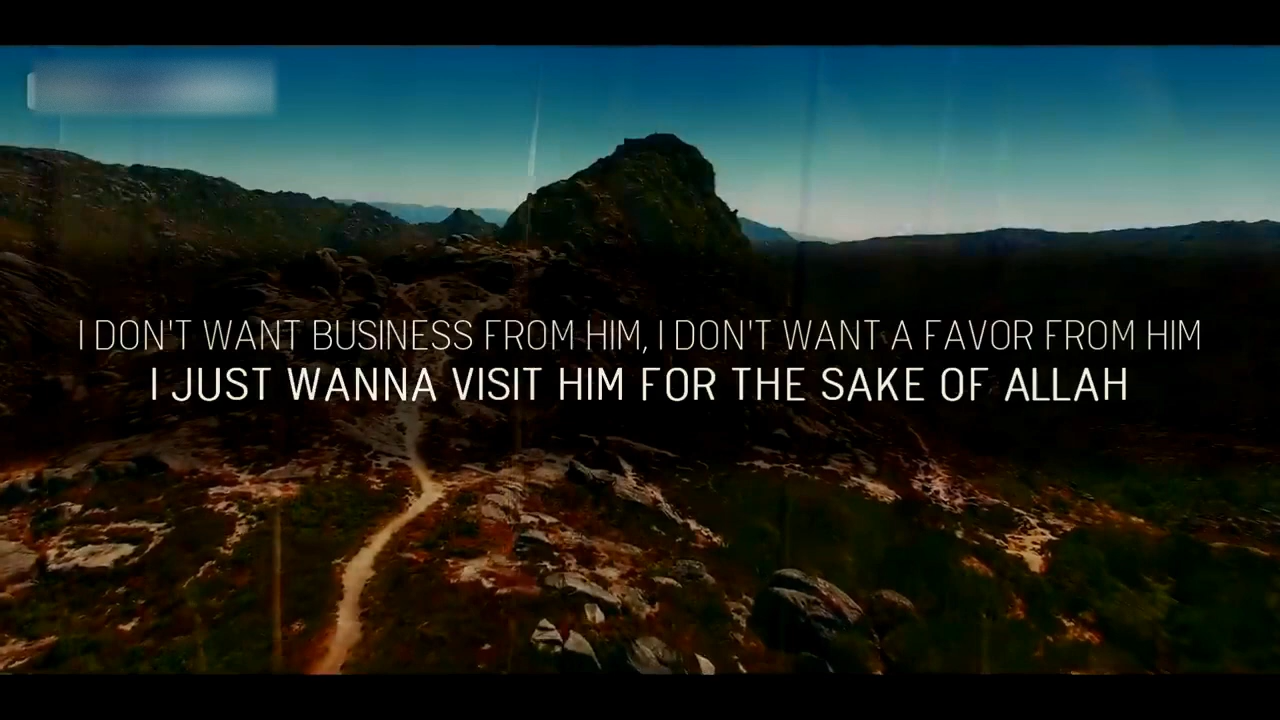 I DON'T WANT BUSINESS FROM HIM, I DON'T WANT A FAVOR FROM HIM
I JUST WANNA VISIT HIM FOR THE SAKE OF ALLAH